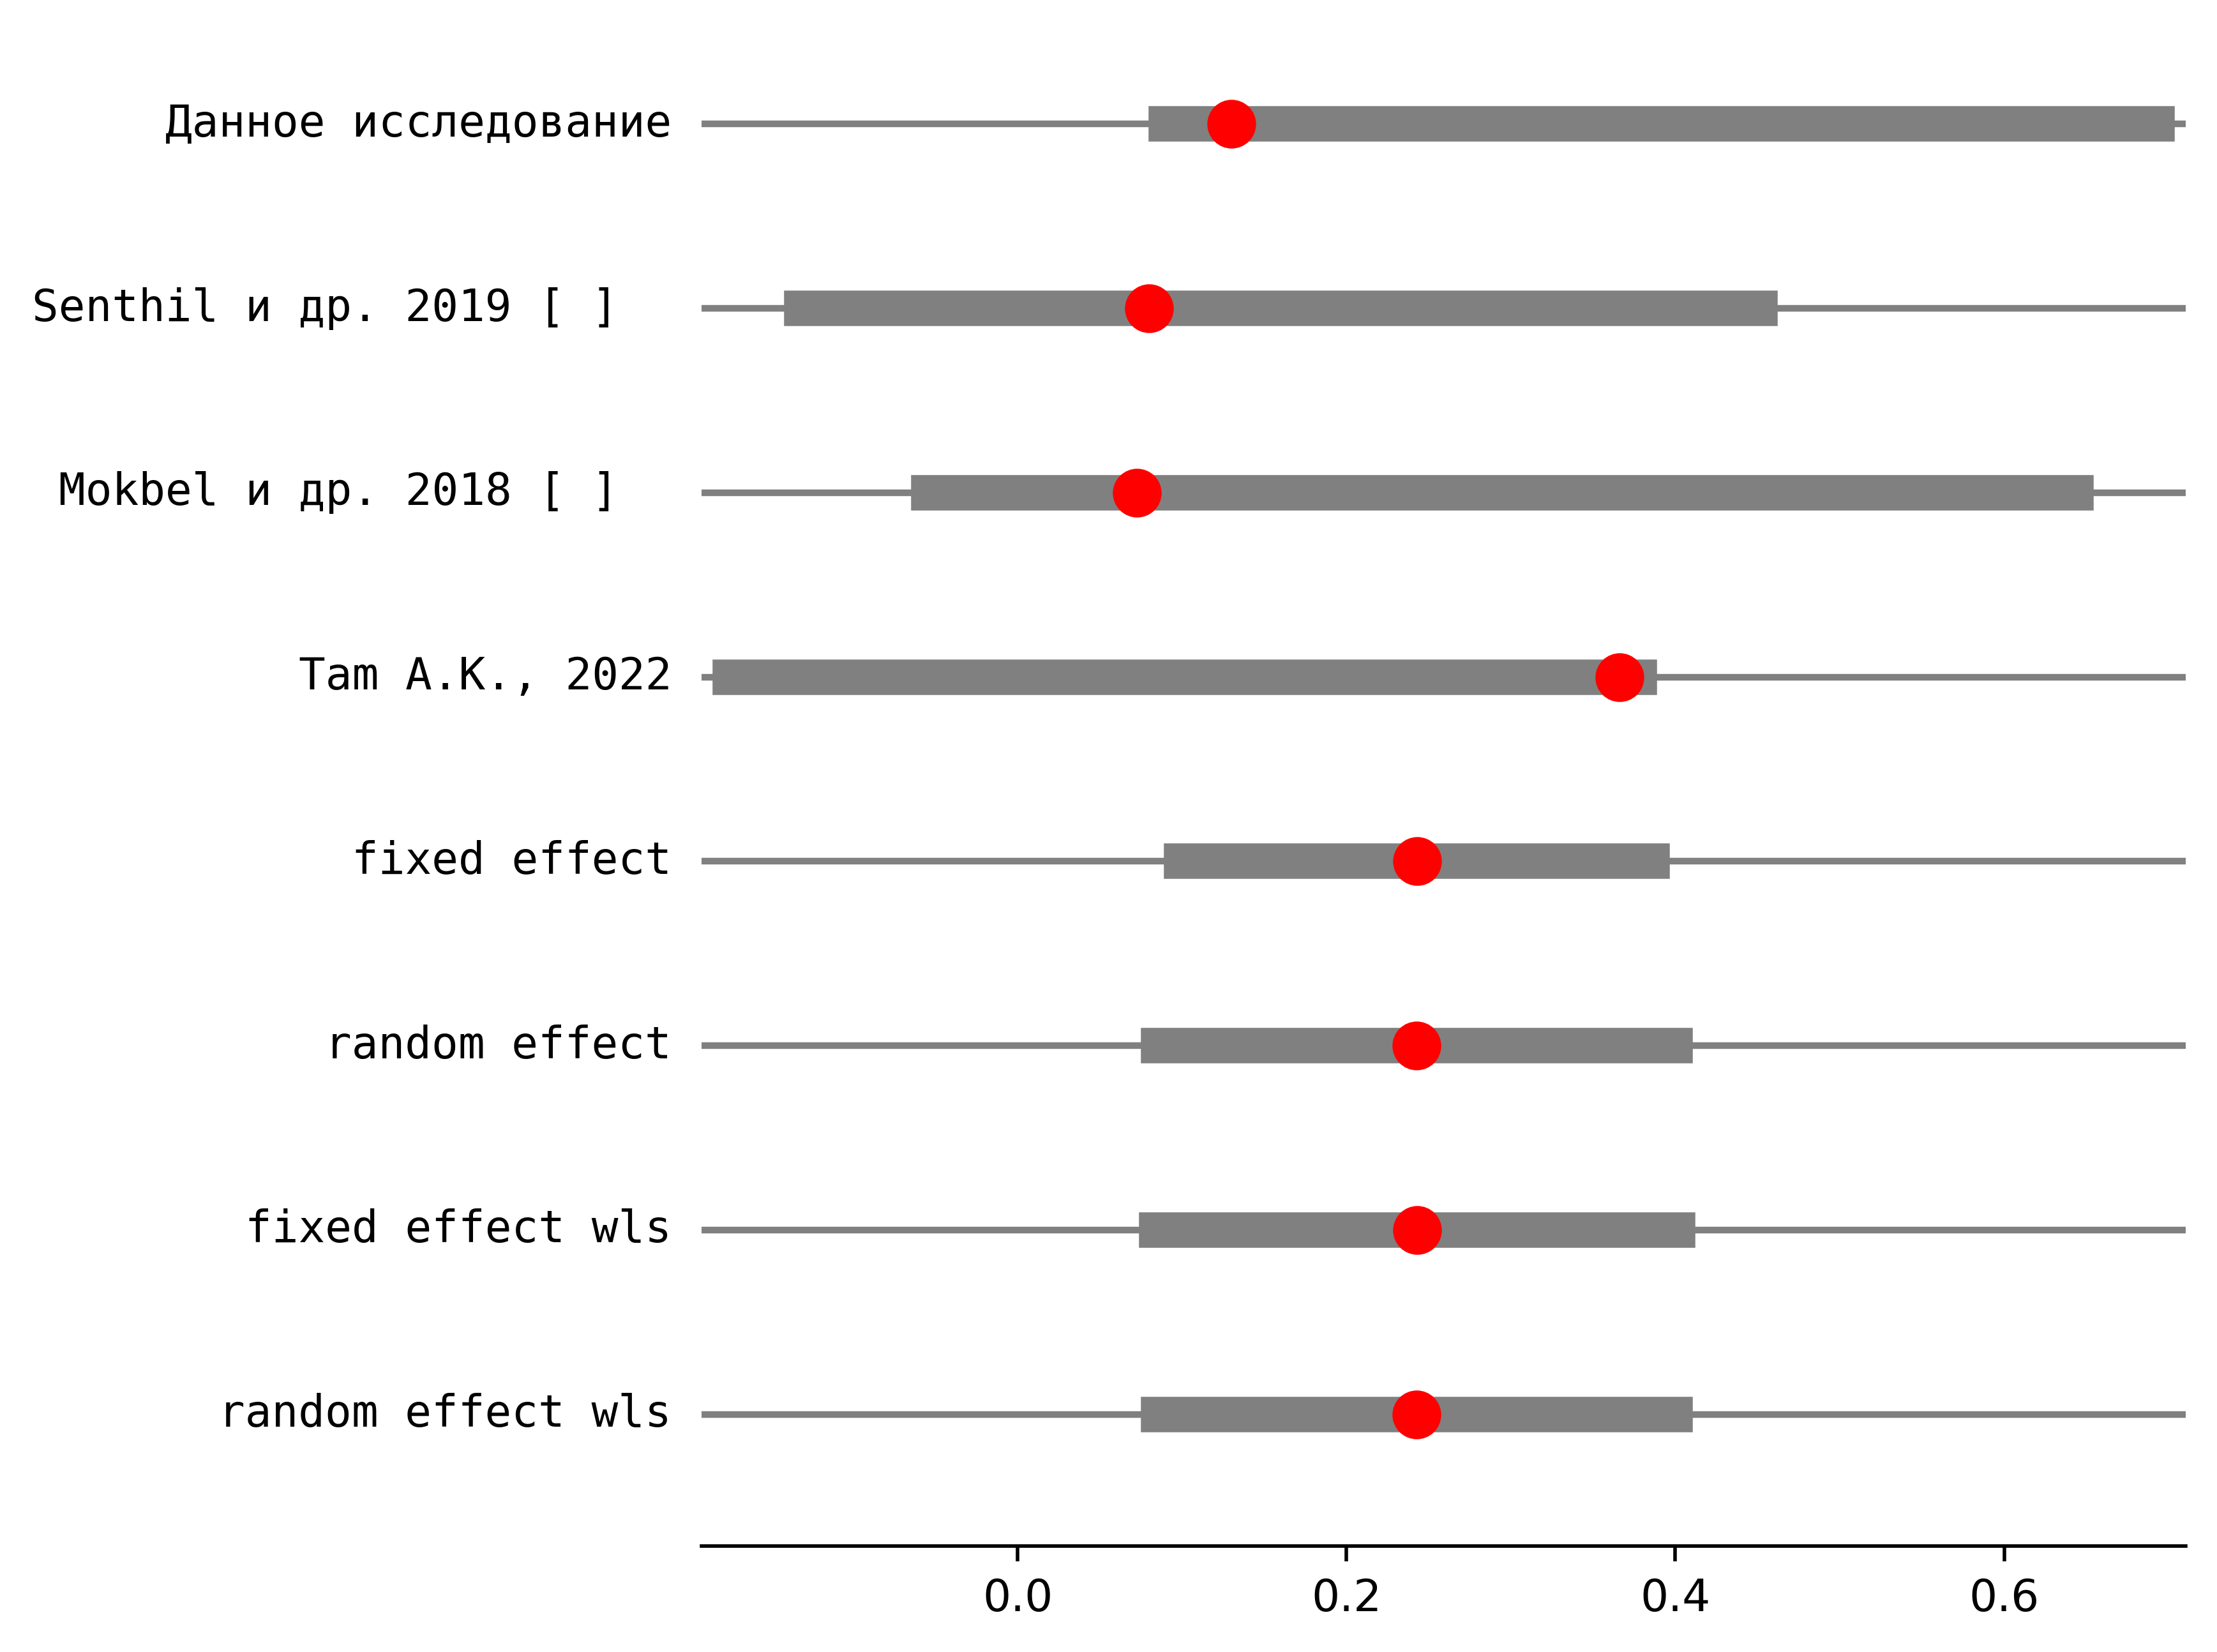 Данное исследование
Senthil и др. 2019 [ ]
Mokbel и др. 2018 [ ]
Tam A.K., 2022
fixed effect
random effect
fixed effect wls
random effect wls
0.0 0.2 0.4 0.6